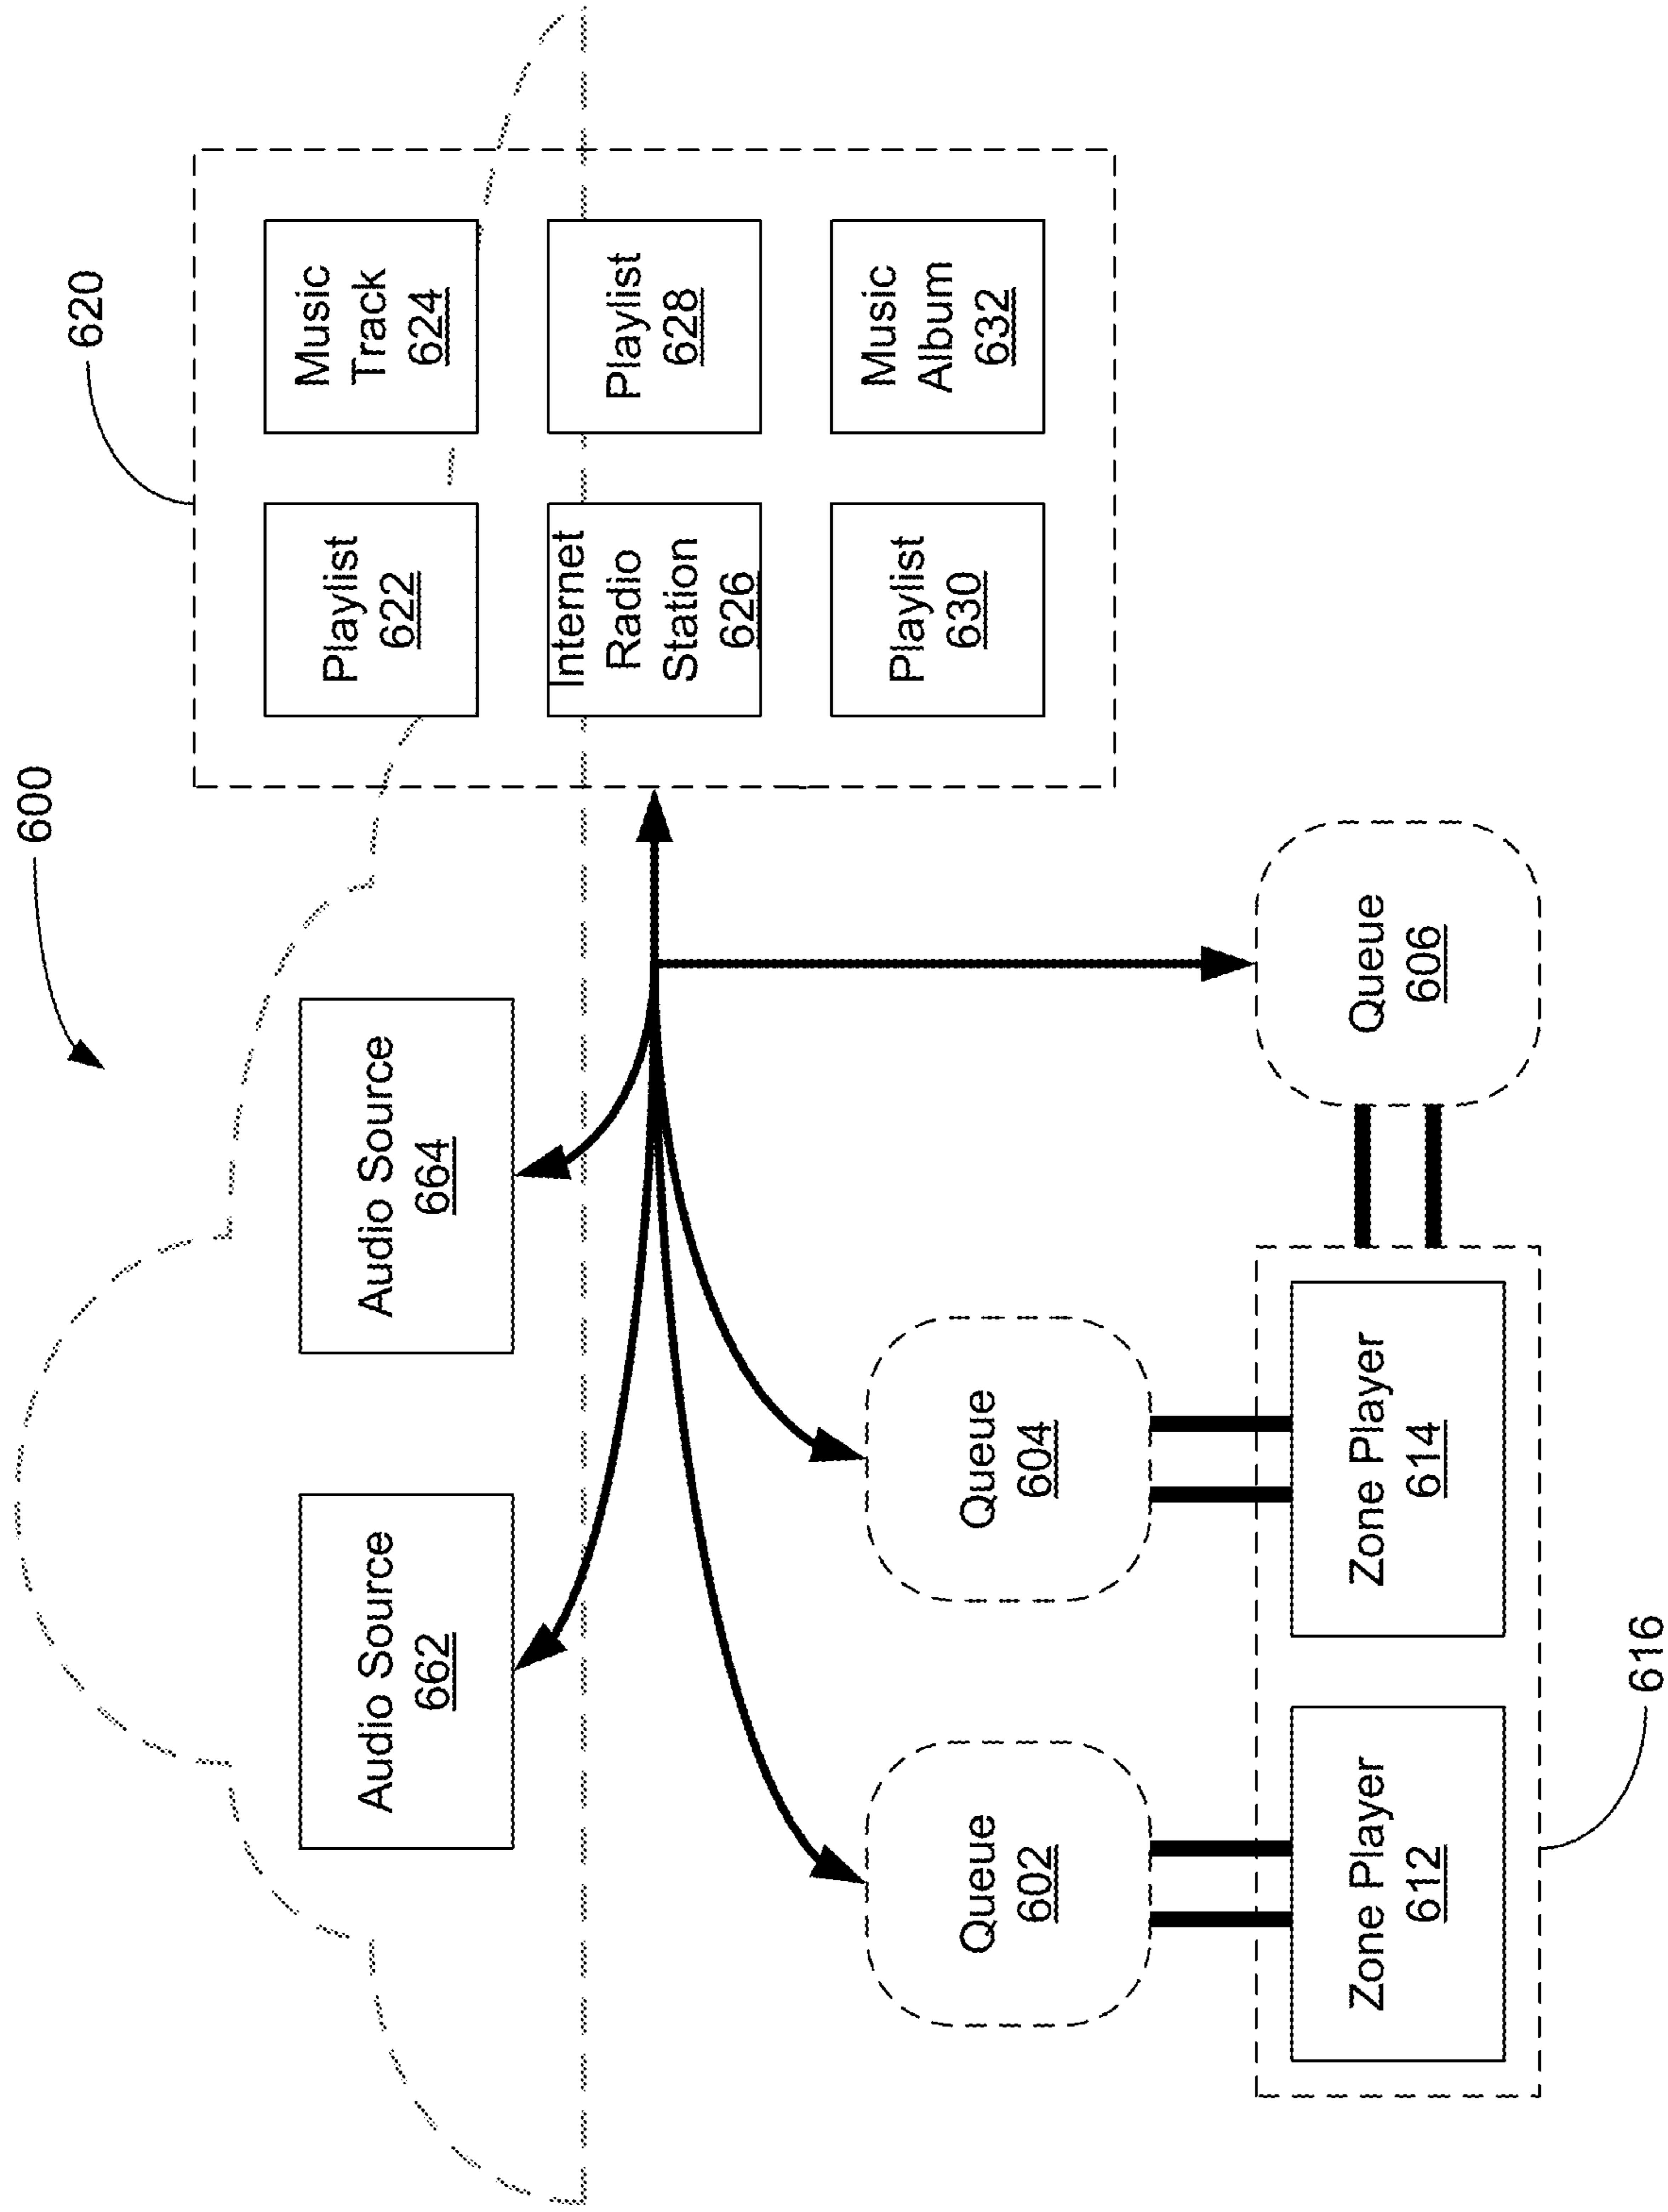 600
620
Audio Source
662
Audio Source
664
Playlist
622
Music
Track
624
Internet
Radio
Station
626
Playlist
628
Playlist
630
Music
Album
632
Queue
602
Queue
604
Queue
606
Zone Player
612
Zone Player
614
616